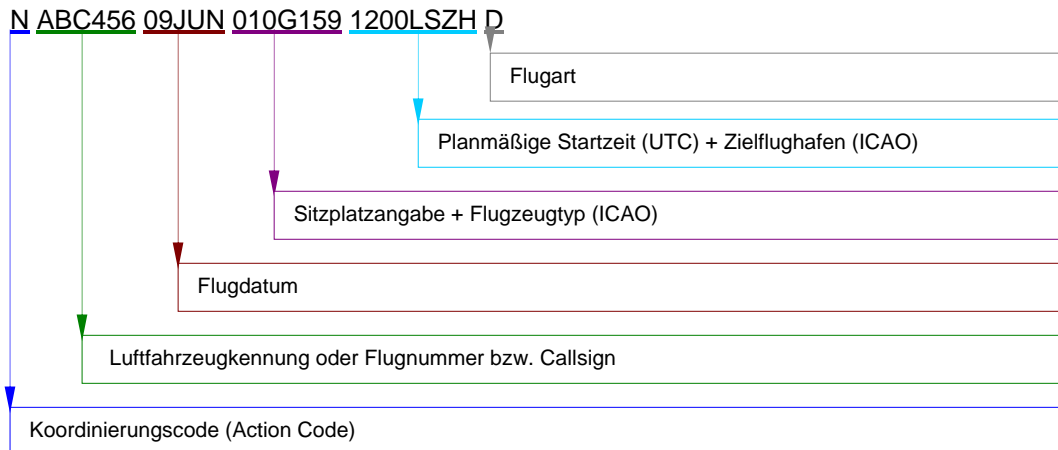 N ABC456 09JUN 010G159 1200LSZH D
Flugart
Planmäßige Startzeit (UTC) + Zielflughafen (ICAO)
Sitzplatzangabe + Flugzeugtyp (ICAO)
Flugdatum
Luftfahrzeugkennung oder Flugnummer bzw. Callsign
Koordinierungscode (Action Code)